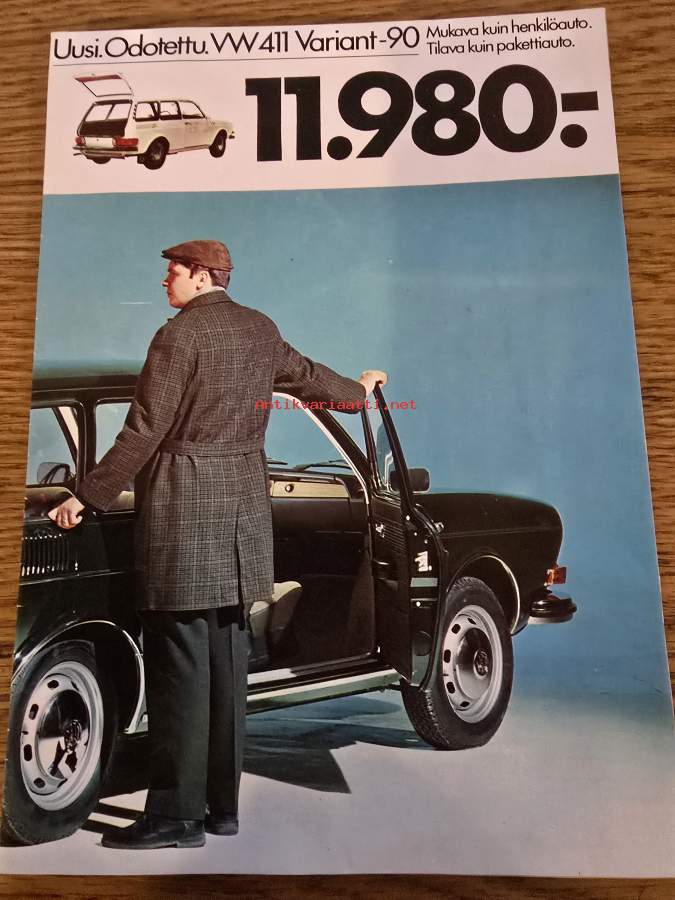 Uusi. Odotettu. VW 411 Variant-90
Mukava kuin henkilöauto.
Tilava kuin pakettiauto.
11.980:-
Antikvariaatti.net